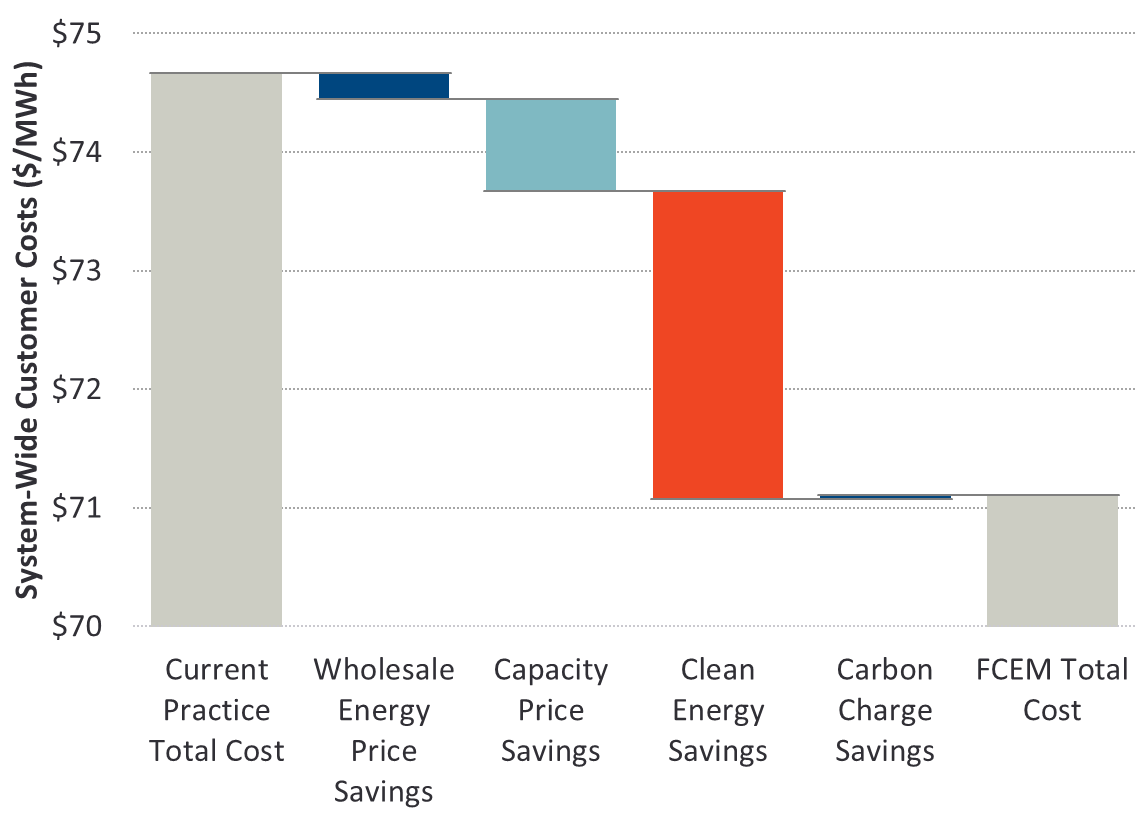 System-Wide Customer Costs ($/MWh)
$75
$74
$73
$72
$71
$70
Current
Practice
Total Cost
Wholesale
Energy
Price
Savings
Capacity
Price
Savings
Clean
Energy
Savings
Carbon
Charge
Savings
FCEM Total
Cost